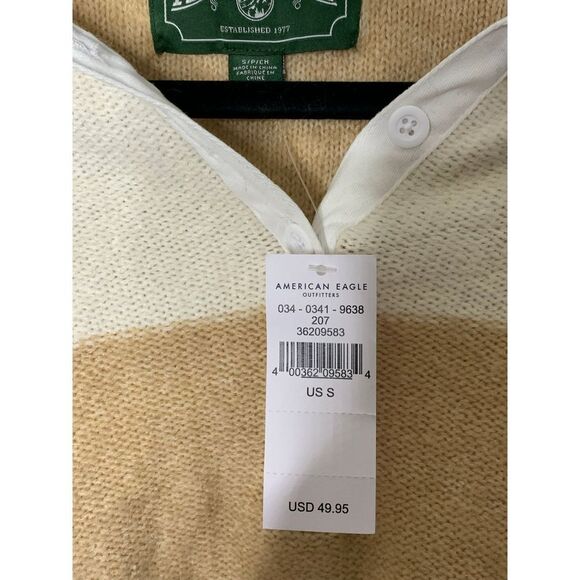 ESTABLISHED 1977
S/P/CH
MADE IN CHINA
FABRIQUE EN
CHINE
AMERICAN EAGLE
OUTFITTERS
034 - 0341 - 9638
207
36209583
4 00362 09583 4
US S
USD 49.95